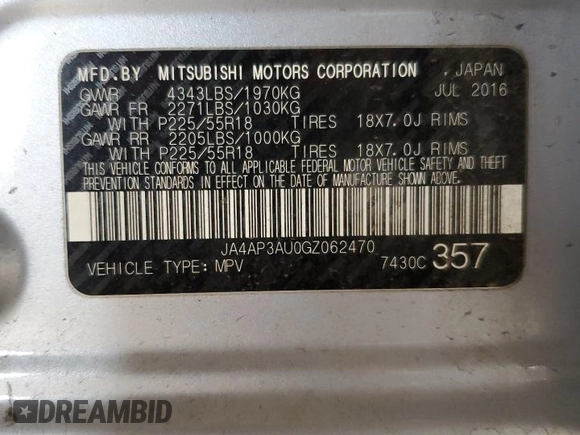 MFD.BY MITSUBISHI MOTORS CORPORATION . JAPAN
GVWR 4343LBS/1970KG JUL 2016
GAWR FR 2271LBS/1030KG
WITH P225/55R18 TIRES 18X7.0J RIMS
GAWR RR 2205LBS/1000KG
WITH P225/55R18 TIRES 18X7.0J RIMS
THIS VEHICLE CONFORMS TO ALL APPLICABLE FEDERAL MOTOR VEHICLE SAFETY AND THEFT
PREVENTION STANDARDS IN EFFECT ON THE DATE OF MANUFACTURE SHOWN ABOVE.
JA4AP3AU0GZ062470
VEHICLE TYPE: MPV 7430C 357
DREAMBID